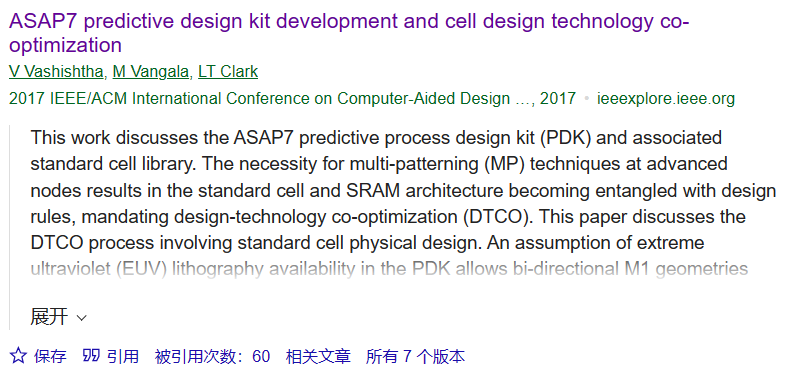 ASAP7 predictive design kit development and cell design technology co-
optimization
V Vashishtha, M Vangala, LT Clark
2017 IEEE/ACM International Conference on Computer-Aided Design …, 2017 • ieeexplore.ieee.org
This work discusses the ASAP7 predictive process design kit (PDK) and associated
standard cell library. The necessity for multi-patterning (MP) techniques at advanced
nodes results in the standard cell and SRAM architecture becoming entangled with design
rules, mandating design-technology co-optimization (DTCO). This paper discusses the
DTCO process involving standard cell physical design. An assumption of extreme
ultraviolet (EUV) lithography availability in the PDK allows bi-directional M1 geometries
展开
保存 引用 被引用次数：60 相关文章 所有 7 个版本